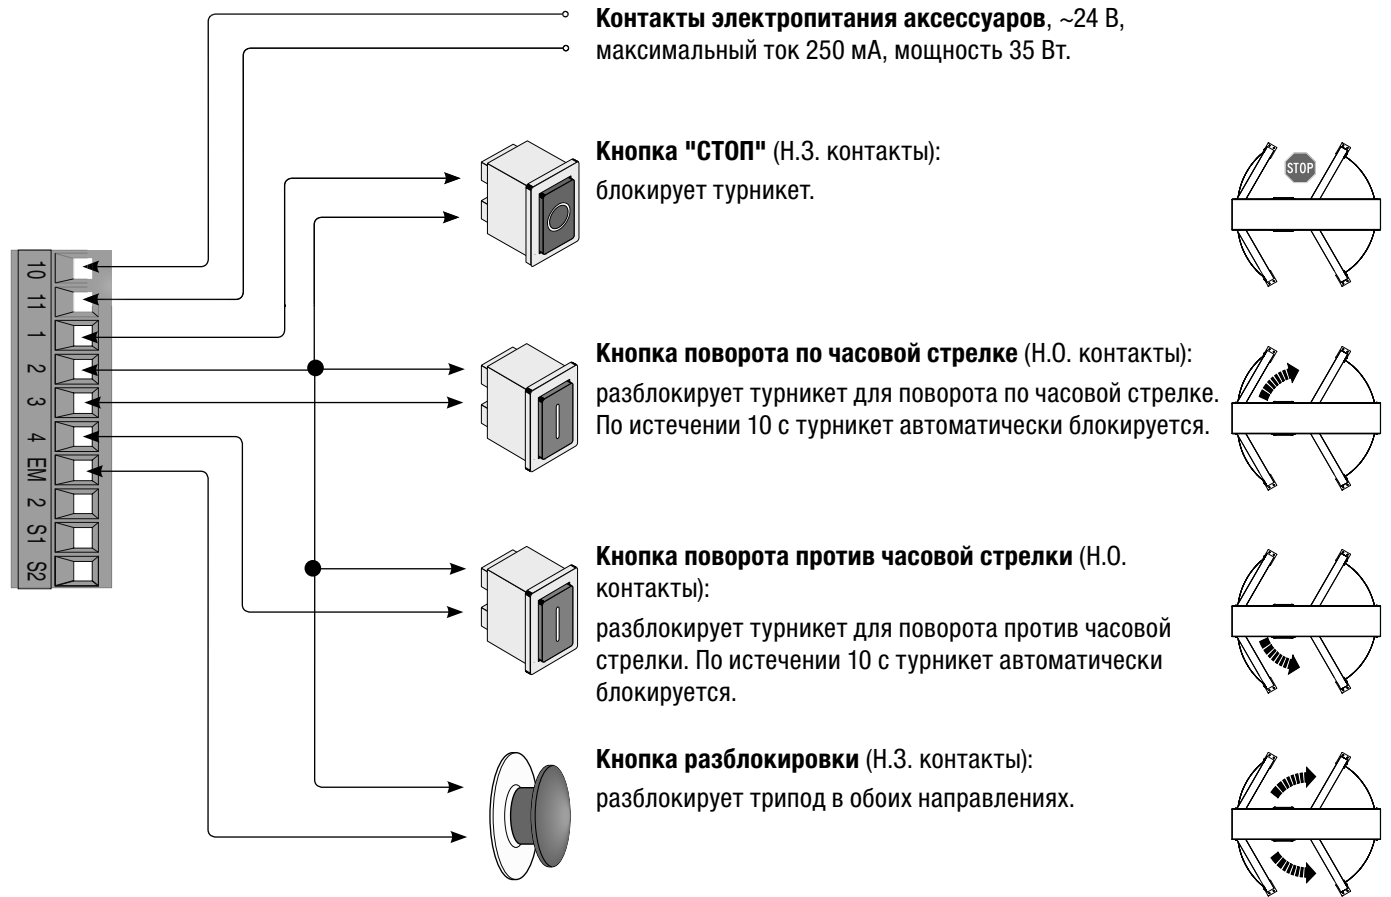 Контакты электропитания аксессуаров, ~24 В,
максимальный ток 250 мА, мощность 35 Вт.
Кнопка "СТОП" (Н.З. контакты):
блокирует турникет.
STOP
10
11
1
2
3
4
EM
2
S1
S2
Кнопка поворота по часовой стрелке (Н.О. контакты):
разблокирует турникет для поворота по часовой стрелке.
По истечении 10 с турникет автоматически блокируется.
Кнопка поворота против часовой стрелки (Н.О.
контакты):
разблокирует турникет для поворота против часовой
стрелки. По истечении 10 с турникет автоматически
блокируется.
Кнопка разблокировки (Н.З. контакты):
разблокирует трипод в обоих направлениях.